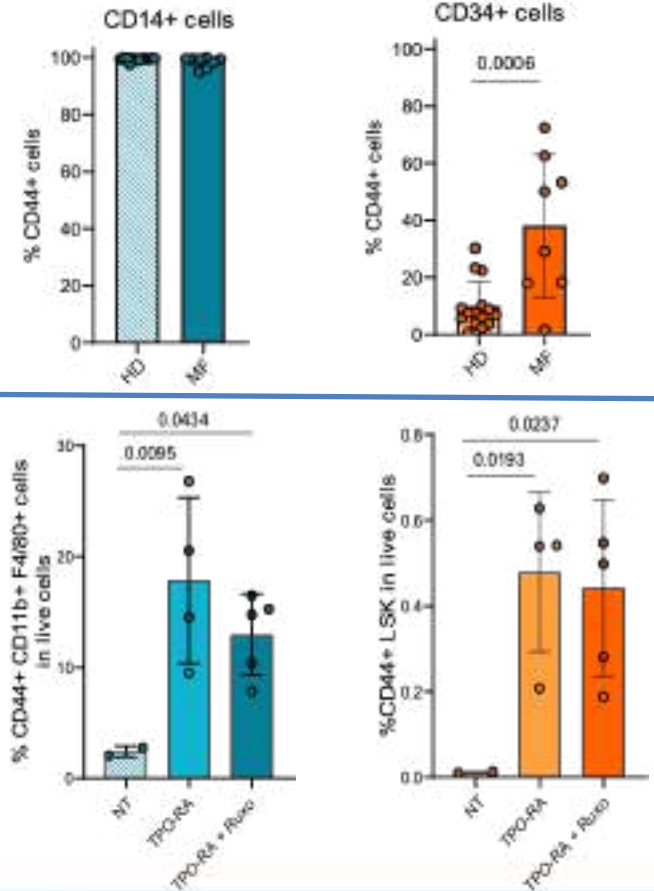 CD14+ cells
% CD44+ cells
100
80
60
40
20
0
HD
MF
CD34+ cells
% CD44+ cells
100
80
60
40
20
0
0.0006
HD
MF
% CD44+ CD11b+ F4/80+ cells
in live cells
30
20
10
0
0.0434
0.0095
NT
TPO-RA
TPO-RA + Ruxo
%CD44+ LSK in live cells
0.8
0.6
0.4
0.2
0.0
0.0237
0.0193
NT
TPO-RA
TPO-RA + Ruxo